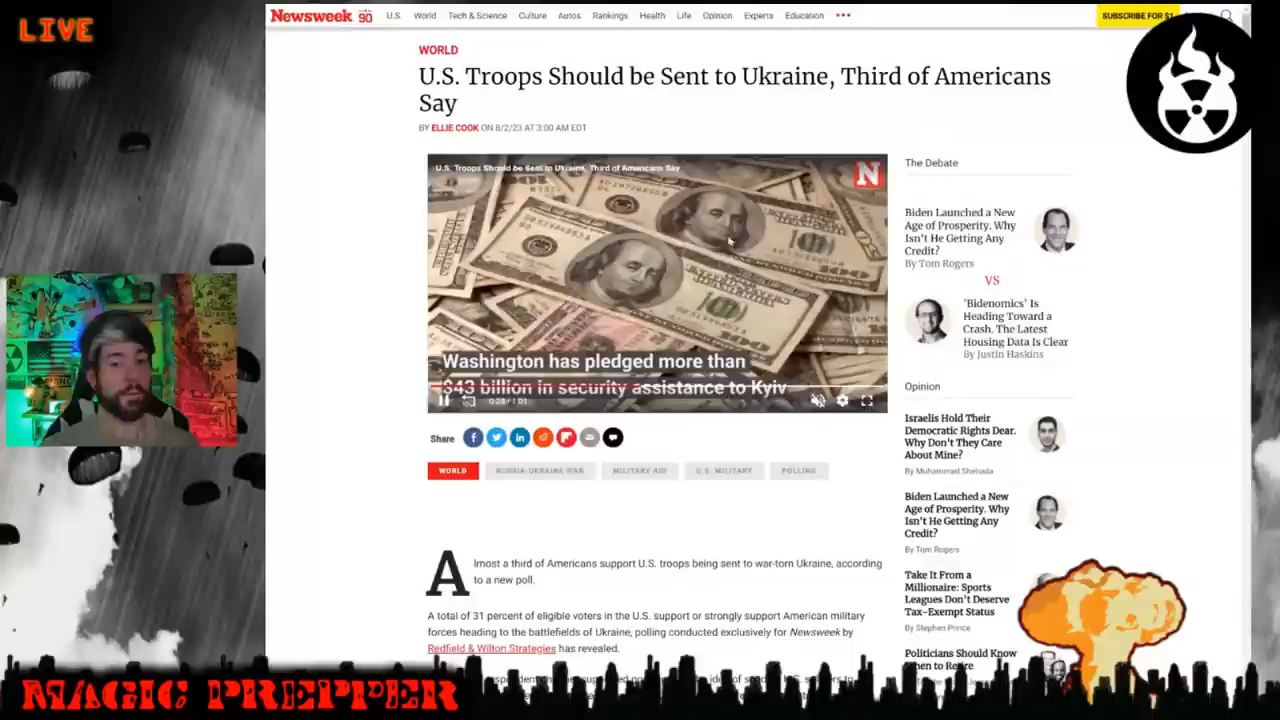 LIVE
Newsweek 90
U.S. World Tech & Science Culture Autos Rankings Health Life Opinion Experts Education
SUBSCRIBE FOR $1
WORLD
U.S. Troops Should be Sent to Ukraine, Third of Americans
Say
BY ELLIE COOK ON 8/2/23 AT 3:00 AM EDT
U.S. Troops Should be Sent to Ukraine, Third of Americans Say
N
100
Washington has pledged more than
$43 billion in security assistance to Kyiv
0:28 / 1:01
Share
WORLD
RUSSIA-UKRAINE WAR
MILITARY AID
U.S. MILITARY
POLLING
Almost a third of Americans support U.S. troops being sent to war-torn Ukraine, according
to a new poll.
A total of 31 percent of eligible voters in the U.S. support or strongly support American military
forces heading to the battlefields of Ukraine, polling conducted exclusively for Newsweek by
Redfield & Wilton Strategies has revealed.
The Debate
Biden Launched a New
Age of Prosperity. Why
Isn't He Getting Any
Credit?
By Tom Rogers
VS
'Bidenomics' Is
Heading Toward a
Crash. The Latest
Housing Data Is Clear
By Justin Haskins
Opinion
Israelis Hold Their
Democratic Rights Dear.
Why Don't They Care
About Mine?
By Muhammad Shehada
Biden Launched a New
Age of Prosperity. Why
Isn't He Getting Any
Credit?
By Tom Rogers
Take It From a
Millionaire: Sports
Leagues Don't Deserve
Tax-Exempt Status
By Stephen Prince
Politicians Should Know
When to Retire
MAGIC PREPPER